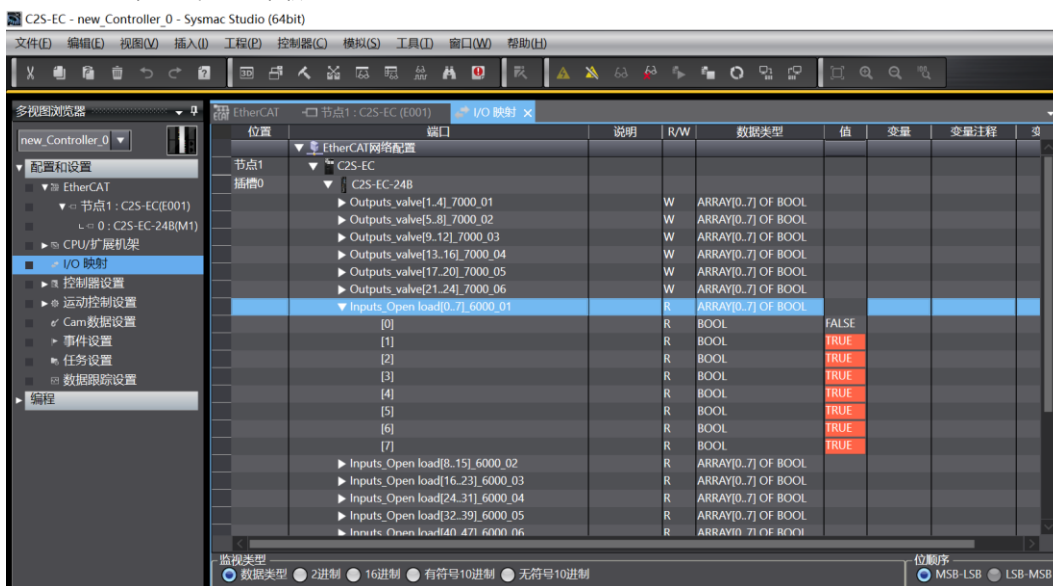 C2S-EC - new_Controller_0 - Sysmac Studio (64bit)
文件(F) 编辑(E) 视图(V) 插入(I) 工程(P) 控制器(C) 模拟(S) 工具(T) 窗口(W) 帮助(H)
多视图浏览器
new_Controller_0
配置和设置
EtherCAT
节点1 : C2S-EC(E001)
0 : C2S-EC-24B(M1)
CPU/扩展机架
I/O 映射
控制器设置
运动控制设置
Cam数据设置
事件设置
任务设置
数据跟踪设置
编程
EtherCAT 节点1 : C2S-EC (E001) I/O 映射
位置 端口 说明 R/W 数据类型 值 变量 变量注释
EtherCAT网络配置
节点1 C2S-EC
插槽0 C2S-EC-24B
Outputs_valve[1..4]_7000_01 W ARRAY[0..7] OF BOOL
Outputs_valve[5..8]_7000_02 W ARRAY[0..7] OF BOOL
Outputs_valve[9..12]_7000_03 W ARRAY[0..7] OF BOOL
Outputs_valve[13..16]_7000_04 W ARRAY[0..7] OF BOOL
Outputs_valve[17..20]_7000_05 W ARRAY[0..7] OF BOOL
Outputs_valve[21..24]_7000_06 W ARRAY[0..7] OF BOOL
Inputs_Open load[0..7]_6000_01 R ARRAY[0..7] OF BOOL
[0] R BOOL FALSE
[1] R BOOL TRUE
[2] R BOOL TRUE
[3] R BOOL TRUE
[4] R BOOL TRUE
[5] R BOOL TRUE
[6] R BOOL TRUE
[7] R BOOL TRUE
Inputs_Open load[8..15]_6000_02 R ARRAY[0..7] OF BOOL
Inputs_Open load[16..23]_6000_03 R ARRAY[0..7] OF BOOL
Inputs_Open load[24..31]_6000_04 R ARRAY[0..7] OF BOOL
Inputs_Open load[32..39]_6000_05 R ARRAY[0..7] OF BOOL
Inputs_Open load[40..47]_6000_06 R ARRAY[0..7] OF BOOL
监视类型
数据类型 2进制 16进制 有符号10进制 无符号10进制
位顺序
MSB-LSB LSB-MSB